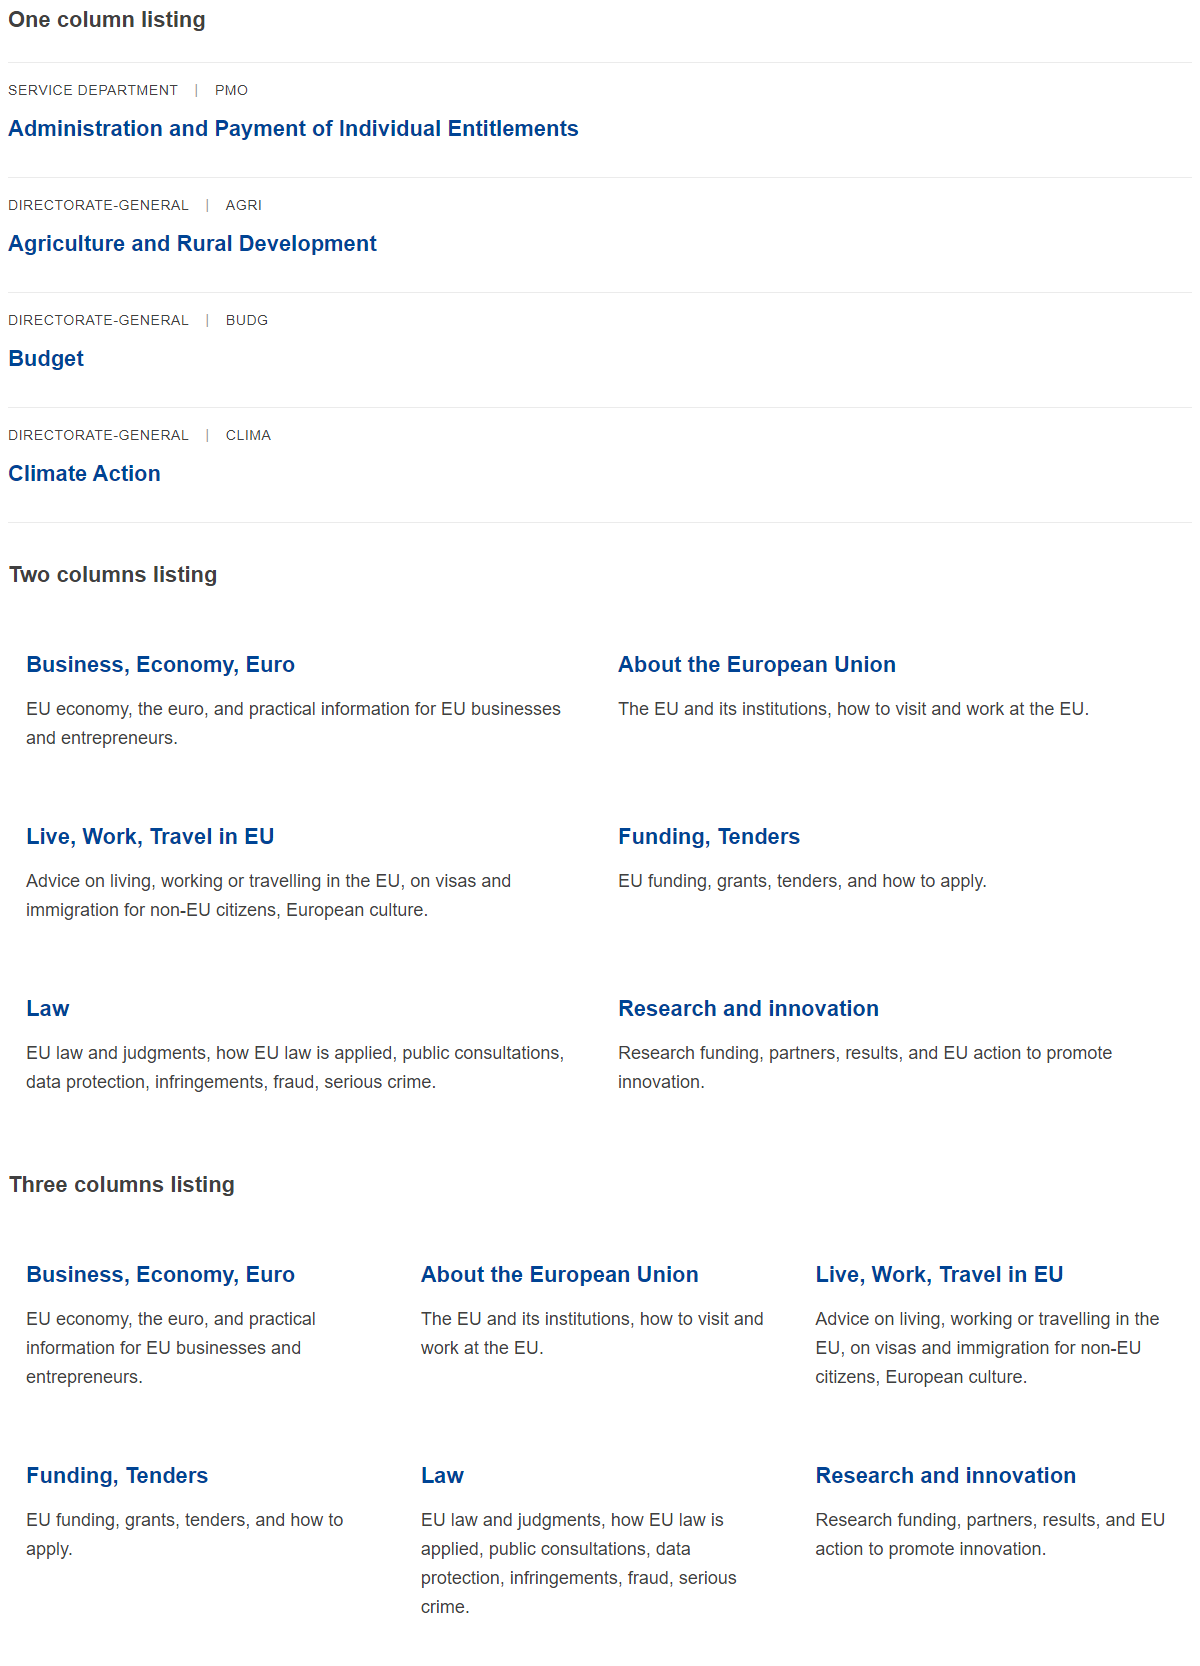 One column listing
SERVICE DEPARTMENT | PMO
Administration and Payment of Individual Entitlements
DIRECTORATE-GENERAL | AGRI
Agriculture and Rural Development
DIRECTORATE-GENERAL | BUDG
Budget
DIRECTORATE-GENERAL | CLIMA
Climate Action
Two columns listing
Business, Economy, Euro
EU economy, the euro, and practical information for EU businesses
and entrepreneurs.
About the European Union
The EU and its institutions, how to visit and work at the EU.
Live, Work, Travel in EU
Advice on living, working or travelling in the EU, on visas and
immigration for non-EU citizens, European culture.
Funding, Tenders
EU funding, grants, tenders, and how to apply.
Law
EU law and judgments, how EU law is applied, public consultations,
data protection, infringements, fraud, serious crime.
Research and innovation
Research funding, partners, results, and EU action to promote
innovation.
Three columns listing
Business, Economy, Euro
EU economy, the euro, and practical
information for EU businesses and
entrepreneurs.
About the European Union
The EU and its institutions, how to visit and
work at the EU.
Live, Work, Travel in EU
Advice on living, working or travelling in the
EU, on visas and immigration for non-EU
citizens, European culture.
Funding, Tenders
EU funding, grants, tenders, and how to
apply.
Law
EU law and judgments, how EU law is
applied, public consultations, data
protection, infringements, fraud, serious
crime.
Research and innovation
Research funding, partners, results, and EU
action to promote innovation.